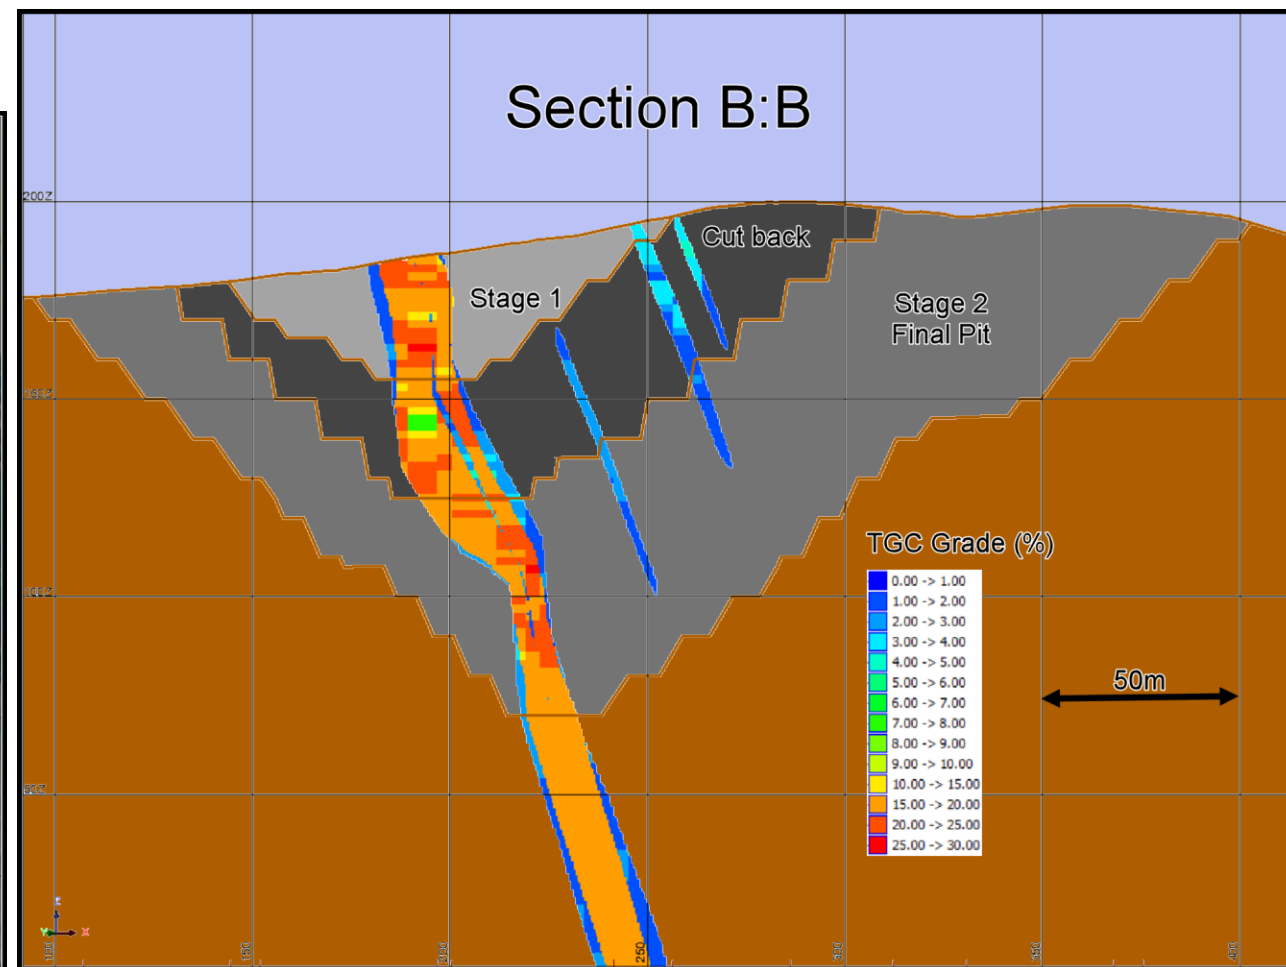 Section B:B
200Z
Cut back
Stage 1
Stage 2
Final Pit
TGC Grade (%)
0.00 -> 1.00
1.00 -> 2.00
2.00 -> 3.00
3.00 -> 4.00
4.00 -> 5.00
5.00 -> 6.00
6.00 -> 7.00
7.00 -> 8.00
8.00 -> 9.00
9.00 -> 10.00
10.00 -> 15.00
15.00 -> 20.00
20.00 -> 25.00
25.00 -> 30.00
50m
X
250